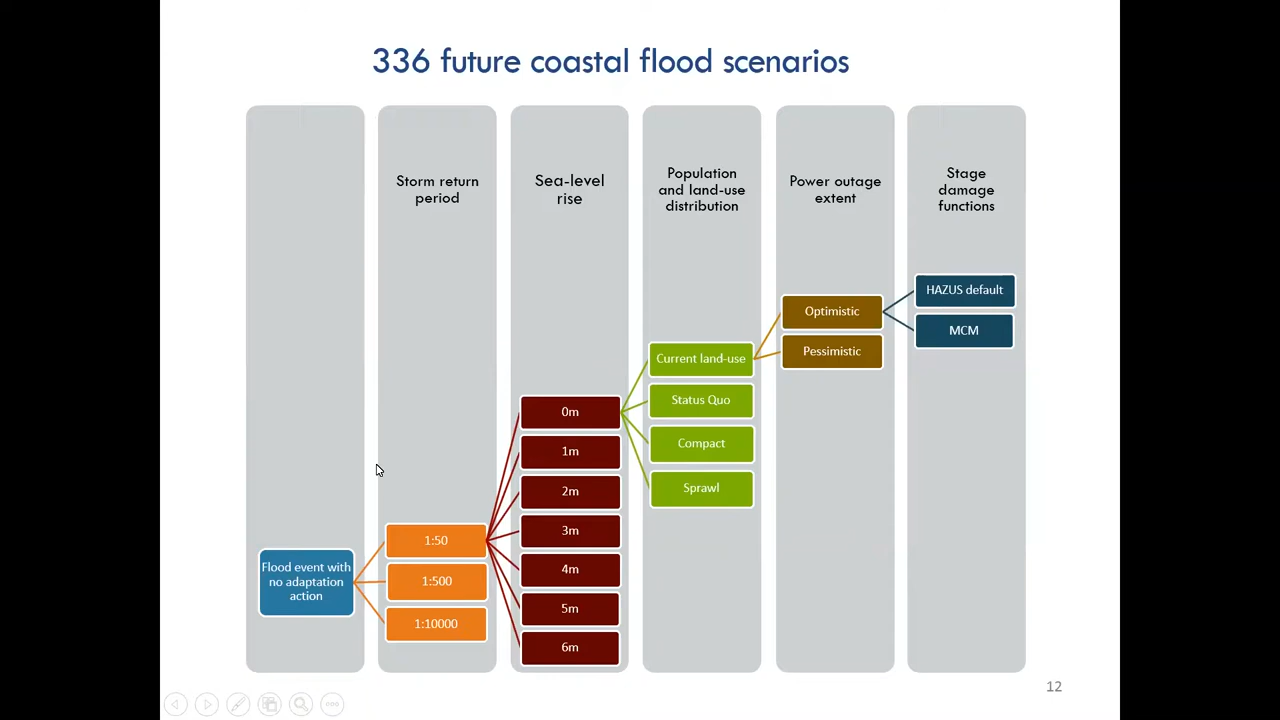 336 future coastal flood scenarios
Flood event with
no adaptation
action
Storm return
period
1:50
1:500
1:10000
Sea-level
rise
0m
1m
2m
3m
4m
5m
6m
Population
and land-use
distribution
Current land-use
Status Quo
Compact
Sprawl
Power outage
extent
Optimistic
Pessimistic
Stage
damage
functions
HAZUS default
MCM
12